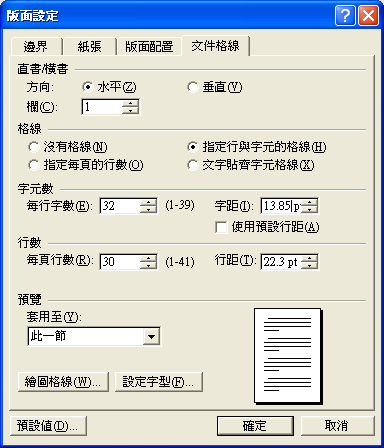 版面設定
邊界 紙張 版面配置 文件格線
直書/橫書
方向: 水平(Z) 垂直(V)
欄(C): 1
格線
沒有格線(N) 指定行與字元的格線(H)
指定每頁的行數(O) 文字貼齊字元格線(X)
字元數
每行字數(E): 32 (1-39) 字距(I): 13.85 p
使用預設行距(A)
行數
每頁行數(R): 30 (1-41) 行距(T): 22.3 pt
預覽
套用至(Y):
此一節
繪圖格線(W)... 設定字型(F)...
預設值(D)... 確定 取消